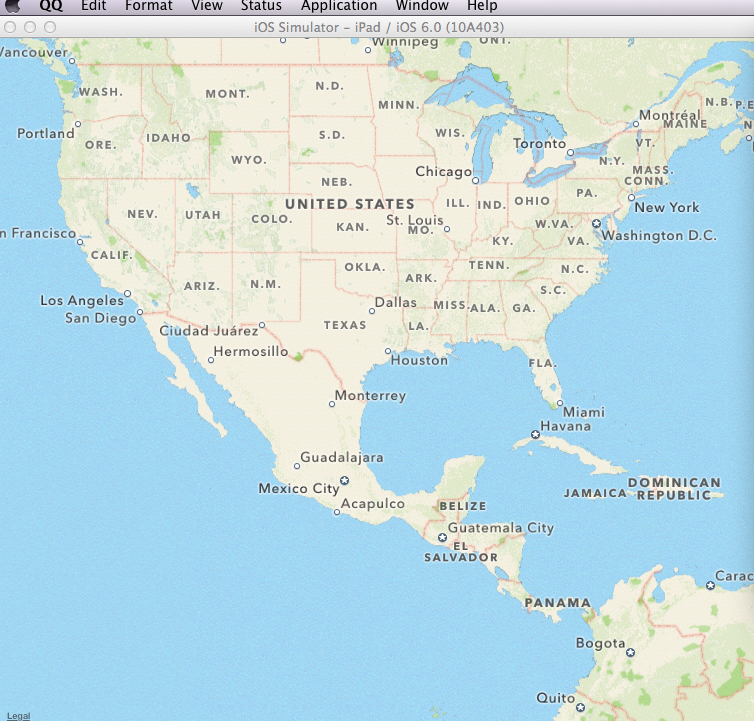 QQ Edit Format View Status Application Window Help
iOS Simulator – iPad / iOS 6.0 (10A403)
Vancouver
Winnipeg
ONT.
WASH.
MONT.
N.D.
MINN.
Montréal
N.B.
P.E
MAINE
Portland
ORE.
IDAHO
S.D.
WIS.
Toronto
VT.
N
WYO.
Chicago
N.Y.
MASS.
CONN.
NEB.
PA.
UNITED STATES
ILL.
IND.
OHIO
New York
NEV.
UTAH
COLO.
KAN.
St. Louis
MO.
W.VA.
n Francisco
KY.
VA.
Washington D.C.
CALIF.
OKLA.
TENN.
N.C.
ARIZ.
N.M.
ARK.
S.C.
Los Angeles
Dallas
MISS.
ALA.
GA.
San Diego
TEXAS
LA.
Ciudad Juárez
Hermosillo
Houston
FLA.
Monterrey
Miami
Havana
Guadalajara
Mexico City
DOMINICAN
REPUBLIC
JAMAICA
Acapulco
BELIZE
Guatemala City
EL
SALVADOR
Carac
PANAMA
Bogota
Quito
Legal